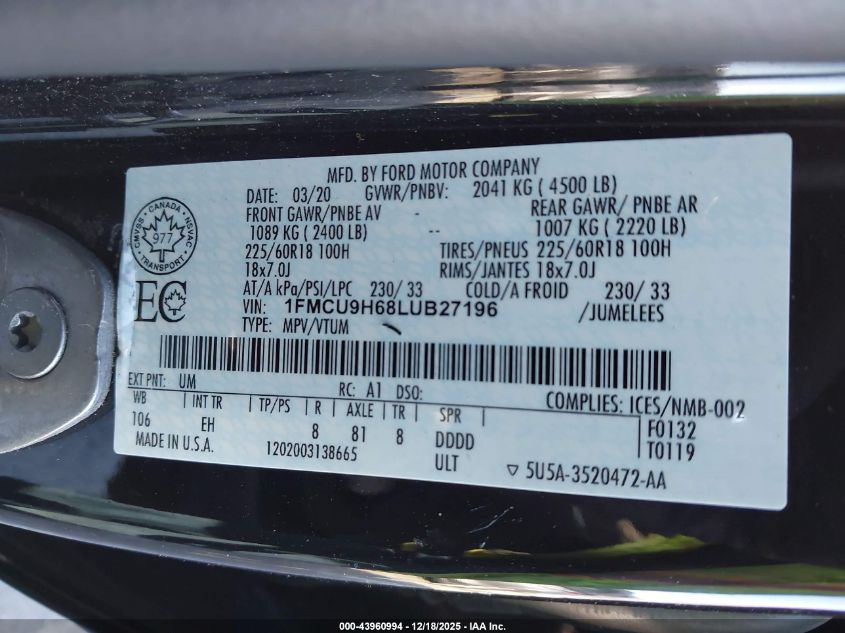 MFD. BY FORD MOTOR COMPANY
DATE: 03/20 GVWR/PNBV: 2041 KG ( 4500 LB)
FRONT GAWR/PNBE AV REAR GAWR/ PNBE AR
1089 KG ( 2400 LB) -- 1007 KG ( 2220 LB)
225/60R18 100H TIRES/PNEUS 225/60R18 100H
18x7.0J RIMS/JANTES 18x7.0J
AT/A kPa/PSI/LPC 230/ 33 COLD/A FROID 230/ 33
VIN: 1FMCU9H68LUB27196 /JUMELEES
TYPE: MPV/VTUM
CANADA
CMVSS NSVAC
977
TRANSPORT
EC
EXT PNT: UM RC: A1 DSO: COMPLIES: ICES/NMB-002
WB INT TR TP/PS R AXLE TR SPR F0132
106 EH 8 81 8 DDDD T0119
MADE IN U.S.A. 1202003138665 ULT ▽ 5U5A-3520472-AA
000-43960994 - 12/18/2025 - IAA Inc.